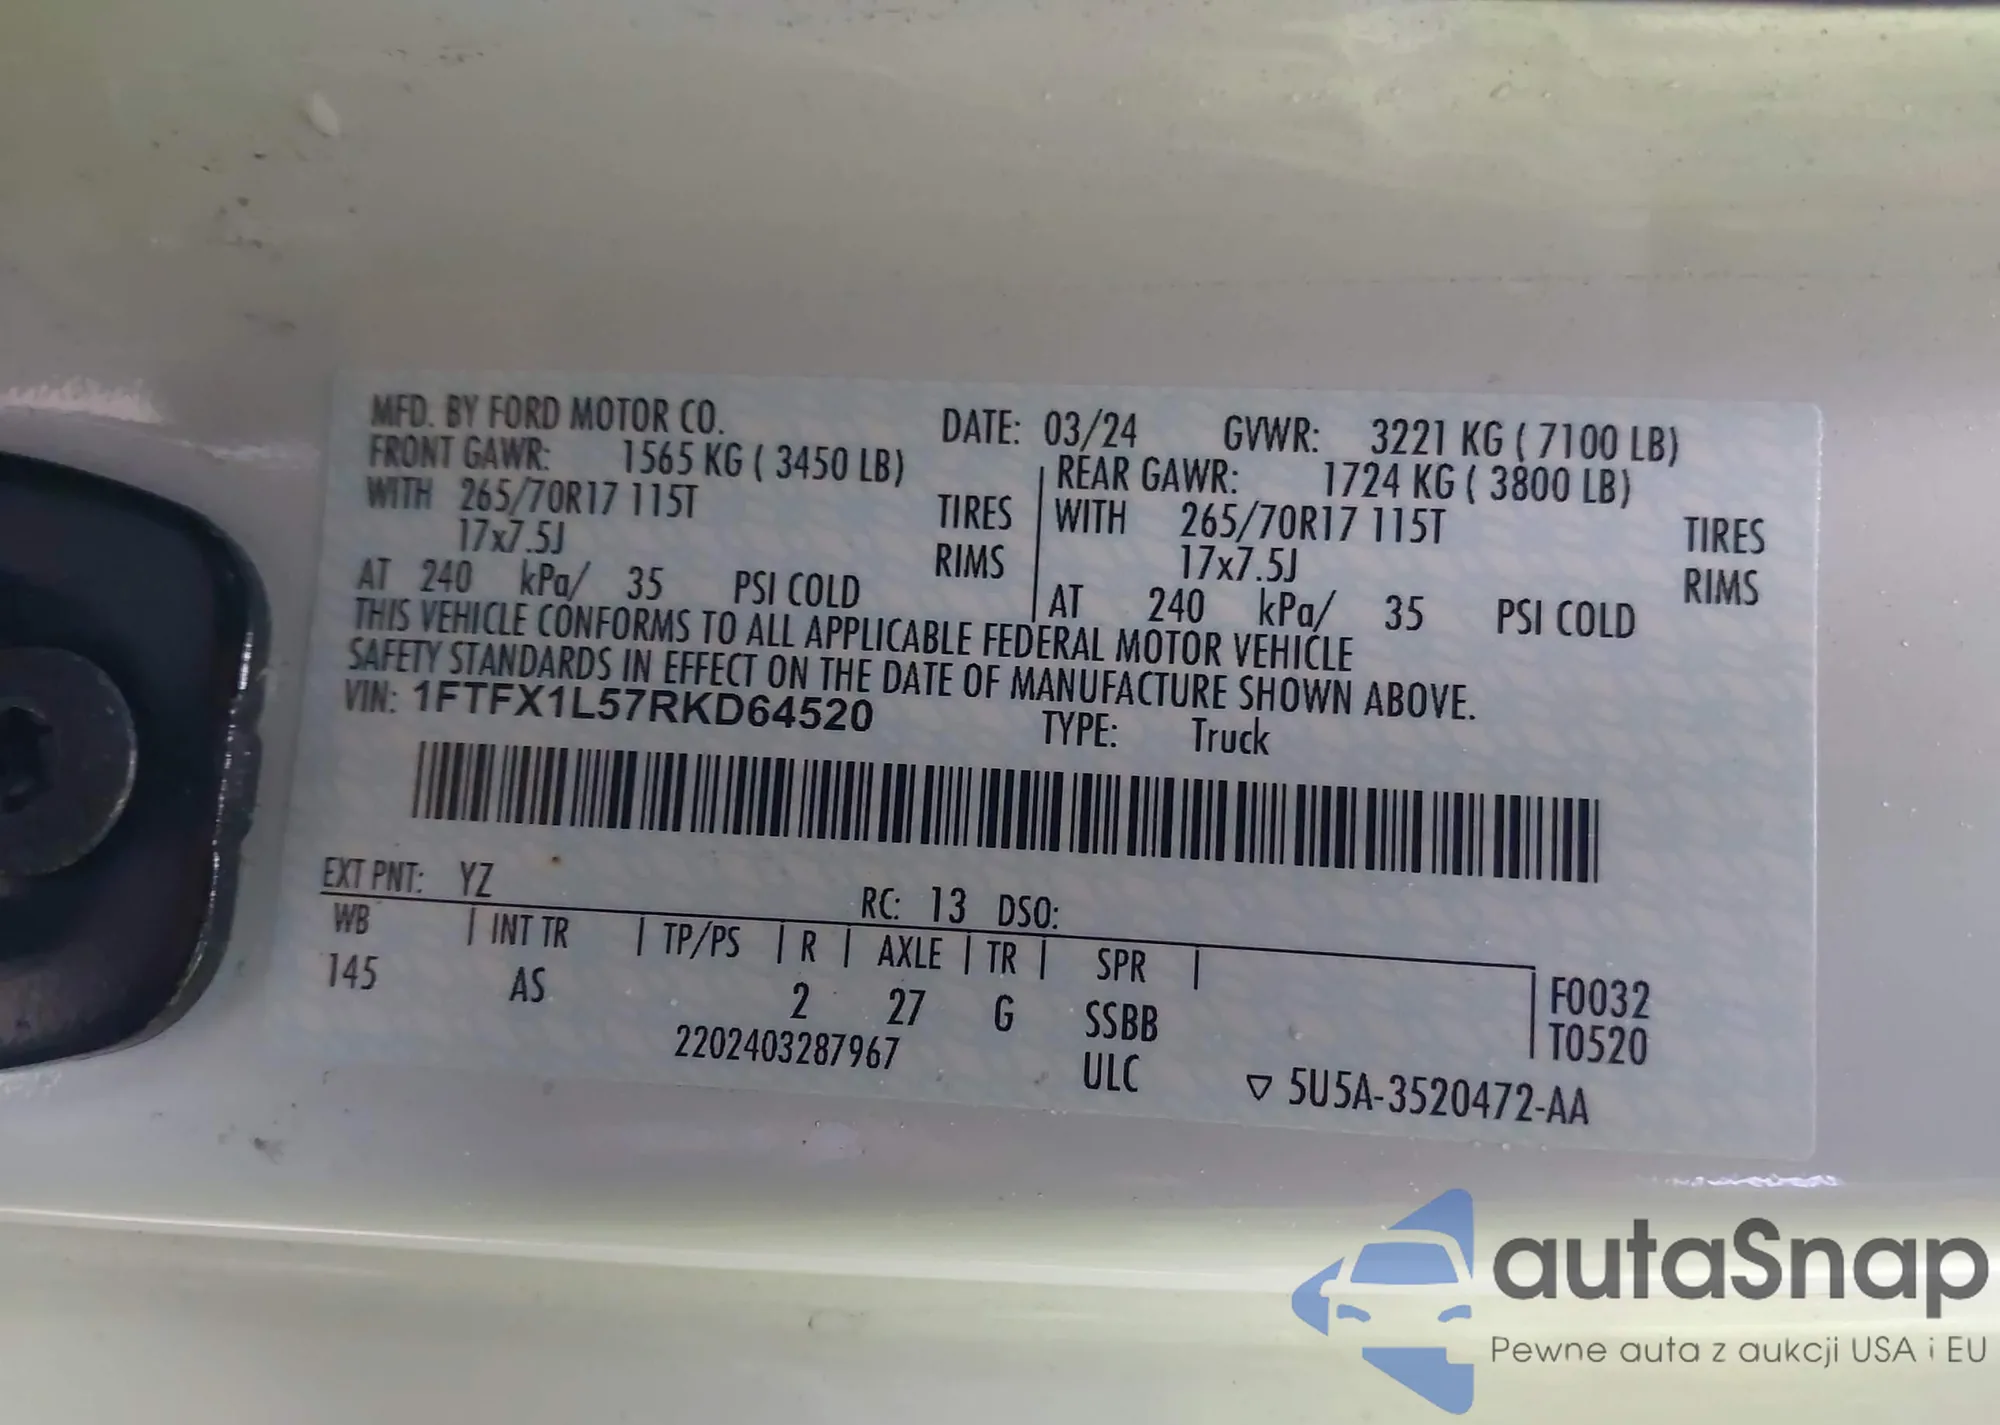 MFD. BY FORD MOTOR CO. DATE: 03/24 GVWR: 3221 KG ( 7100 LB)
FRONT GAWR: 1565 KG ( 3450 LB) REAR GAWR: 1724 KG ( 3800 LB)
WITH 265/70R17 115T TIRES WITH 265/70R17 115T TIRES
17x7.5J RIMS 17x7.5J RIMS
AT 240 kPa/ 35 PSI COLD AT 240 kPa/ 35 PSI COLD
THIS VEHICLE CONFORMS TO ALL APPLICABLE FEDERAL MOTOR VEHICLE
SAFETY STANDARDS IN EFFECT ON THE DATE OF MANUFACTURE SHOWN ABOVE.
VIN: 1FTFX1L57RKD64520 TYPE: Truck
EXT PNT: YZ RC: 13 DSO:
WB INT TR TP/PS R AXLE TR SPR
145 AS 2 27 G SSBB F0032
T0520
2202403287967 ULC ▽ 5U5A-3520472-AA
autaSnap
Pewne auta z aukcji USA i EU